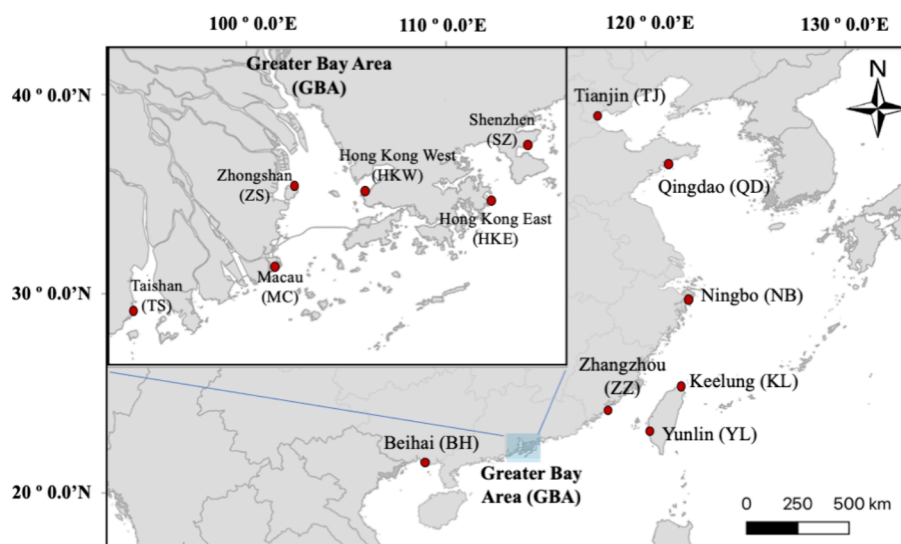 100 º 0.0′E
110 º 0.0′E
120 º 0.0′E
130 º 0.0′E
40 º 0.0′N
30 º 0.0′N
20 º 0.0′N
Greater Bay Area
(GBA)
Shenzhen
(SZ)
Hong Kong West
(HKW)
Zhongshan
(ZS)
Hong Kong East
(HKE)
Macau
(MC)
Taishan
(TS)
Tianjin (TJ)
N
Qingdao (QD)
Ningbo (NB)
Zhangzhou
(ZZ)
Keelung (KL)
Yunlin (YL)
Beihai (BH)
Greater Bay
Area (GBA)
0 250 500 km